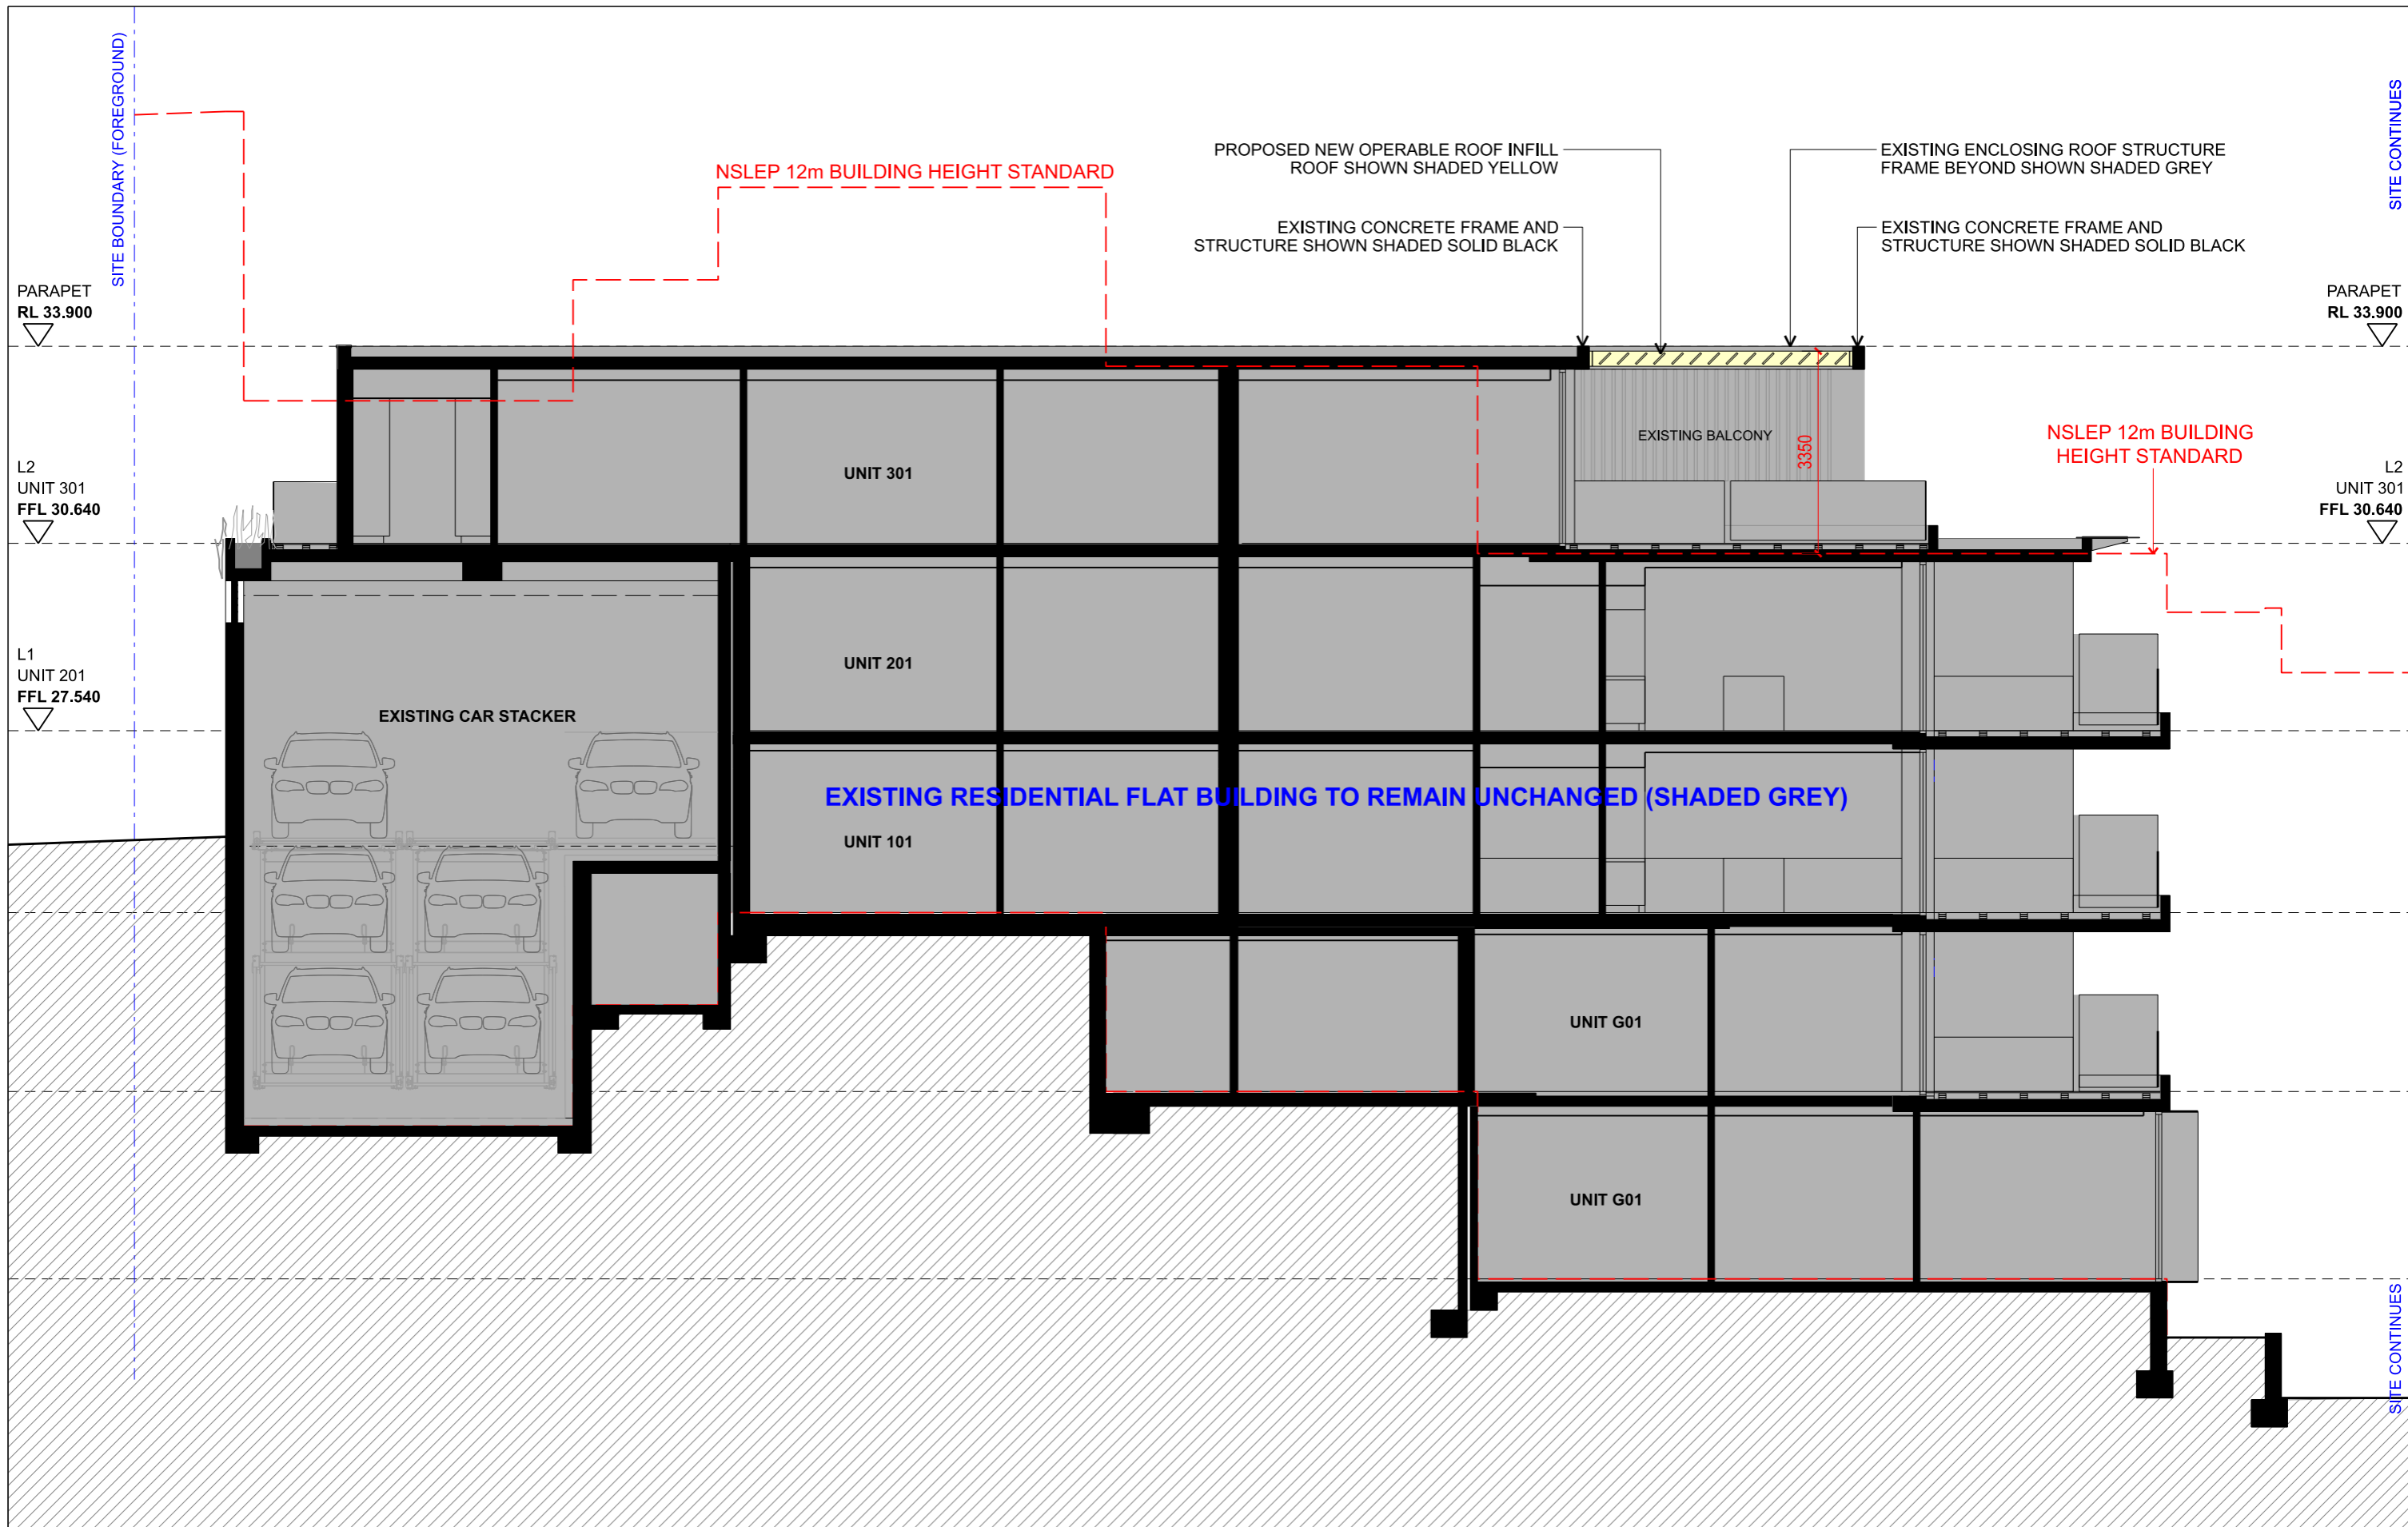 SITE BOUNDARY (FOREGROUND)
SITE CONTINUES
PROPOSED NEW OPERABLE ROOF INFILL
ROOF SHOWN SHADED YELLOW
EXISTING ENCLOSING ROOF STRUCTURE
FRAME BEYOND SHOWN SHADED GREY
NSLEP 12m BUILDING HEIGHT STANDARD
EXISTING CONCRETE FRAME AND
STRUCTURE SHOWN SHADED SOLID BLACK
EXISTING CONCRETE FRAME AND
STRUCTURE SHOWN SHADED SOLID BLACK
PARAPET
RL 33.900
PARAPET
RL 33.900
EXISTING BALCONY
3350
NSLEP 12m BUILDING
HEIGHT STANDARD
L2
UNIT 301
FFL 30.640
UNIT 301
L2
UNIT 301
FFL 30.640
L1
UNIT 201
FFL 27.540
UNIT 201
EXISTING CAR STACKER
EXISTING RESIDENTIAL FLAT BUILDING TO REMAIN UNCHANGED (SHADED GREY)
UNIT 101
UNIT G01
UNIT G01
SITE CONTINUES